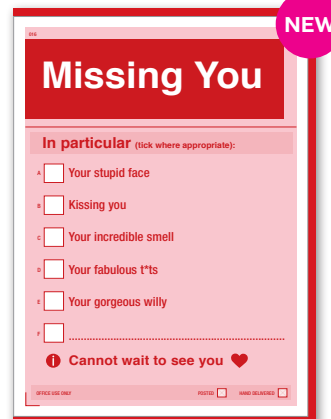 NEW
016
Missing You
In particular (tick where appropriate):
A Your stupid face
B Kissing you
C Your incredible smell
D Your fabulous t*ts
E Your gorgeous willy
F ................................................................
i Cannot wait to see you ♥
OFFICE USE ONLY POSTED HAND DELIVERED